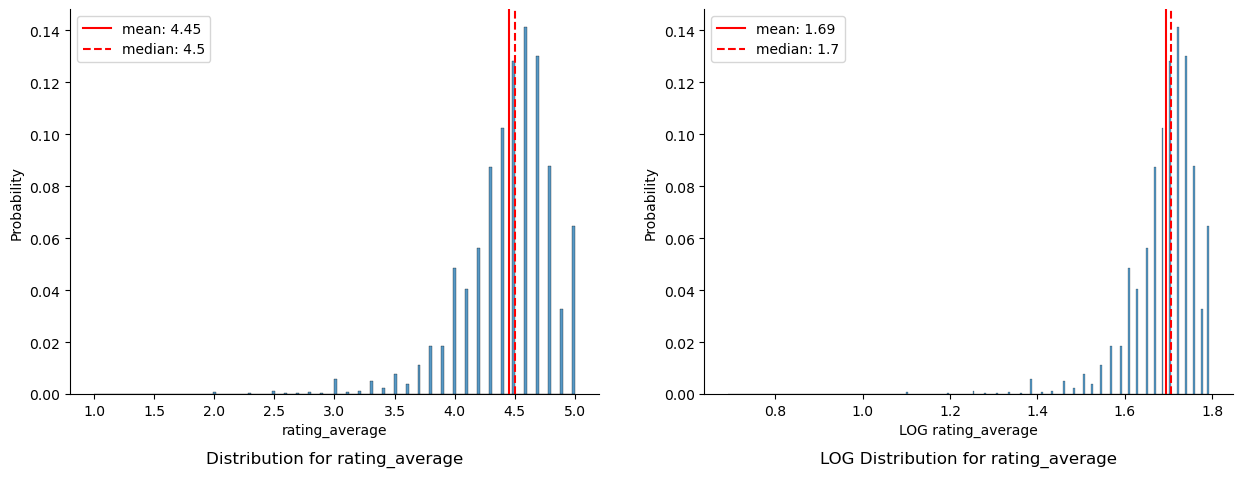 mean: 4.45
median: 4.5
0.14
0.12
0.10
0.08
0.06
0.04
0.02
0.00
Probability
1.0 1.5 2.0 2.5 3.0 3.5 4.0 4.5 5.0
rating_average
Distribution for rating_average
mean: 1.69
median: 1.7
0.14
0.12
0.10
0.08
0.06
0.04
0.02
0.00
Probability
0.8 1.0 1.2 1.4 1.6 1.8
LOG rating_average
LOG Distribution for rating_average